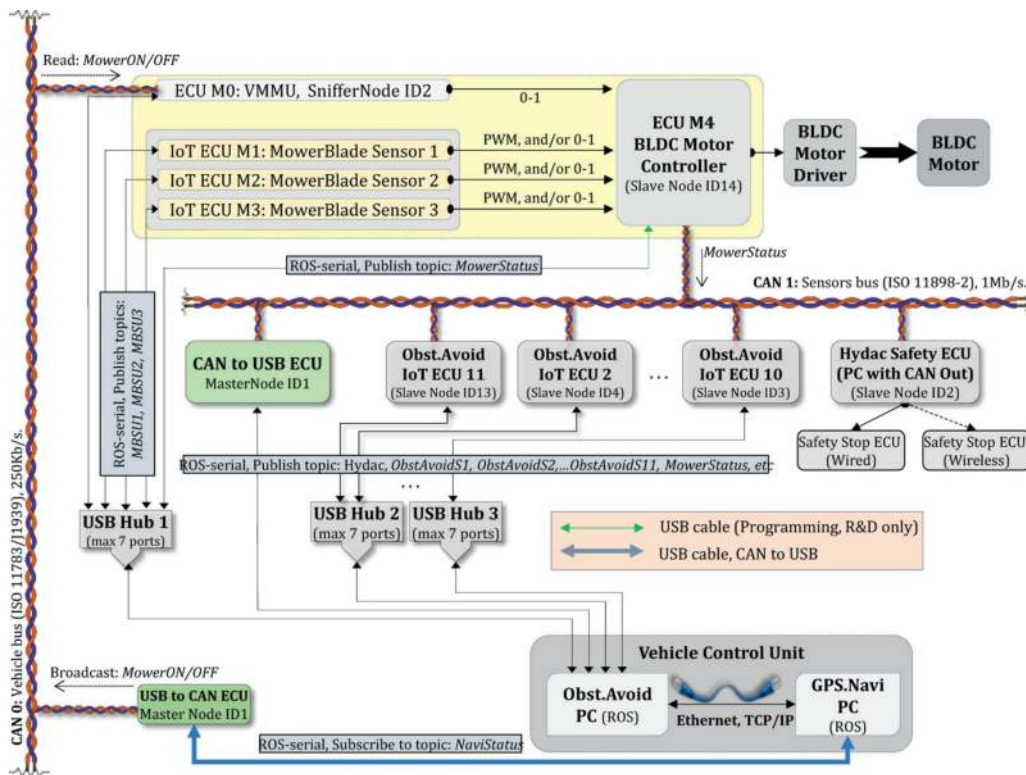 Read: MowerON/OFF
ECU M0: VMMU, SnifferNode ID2
0-1
IoT ECU M1: MowerBlade Sensor 1
PWM, and/or 0-1
IoT ECU M2: MowerBlade Sensor 2
PWM, and/or 0-1
IoT ECU M3: MowerBlade Sensor 3
PWM, and/or 0-1
ECU M4
BLDC Motor
Controller
(Slave Node ID14)
BLDC
Motor
Driver
BLDC
Motor
ROS-serial, Publish topic: MowerStatus
MowerStatus
CAN 1: Sensors bus (ISO 11898-2), 1Mb/s.
ROS-serial, Publish topics:
MBSU1, MBSU2, MBSU3
CAN to USB ECU
MasterNode ID1
Obst.Avoid
IoT ECU 11
(Slave Node ID13)
Obst.Avoid
IoT ECU 2
(Slave Node ID4)
...
Obst.Avoid
IoT ECU 10
(Slave Node ID3)
Hydac Safety ECU
(PC with CAN Out)
(Slave Node ID2)
Safety Stop ECU
(Wired)
Safety Stop ECU
(Wireless)
ROS-serial, Publish topic: Hydac, ObstAvoidS1, ObstAvoidS2,...ObstAvoidS11, MowerStatus, etc
...
USB Hub 1
(max 7 ports)
USB Hub 2
(max 7 ports)
USB Hub 3
(max 7 ports)
USB cable (Programming, R&D only)
USB cable, CAN to USB
CAN 0: Vehicle bus (ISO 11783/J1939), 250Kb/s.
Broadcast: MowerON/OFF
USB to CAN ECU
Master Node ID1
Vehicle Control Unit
Obst.Avoid
PC (ROS)
Ethernet, TCP/IP
GPS.Navi
PC
(ROS)
ROS-serial, Subscribe to topic: NaviStatus